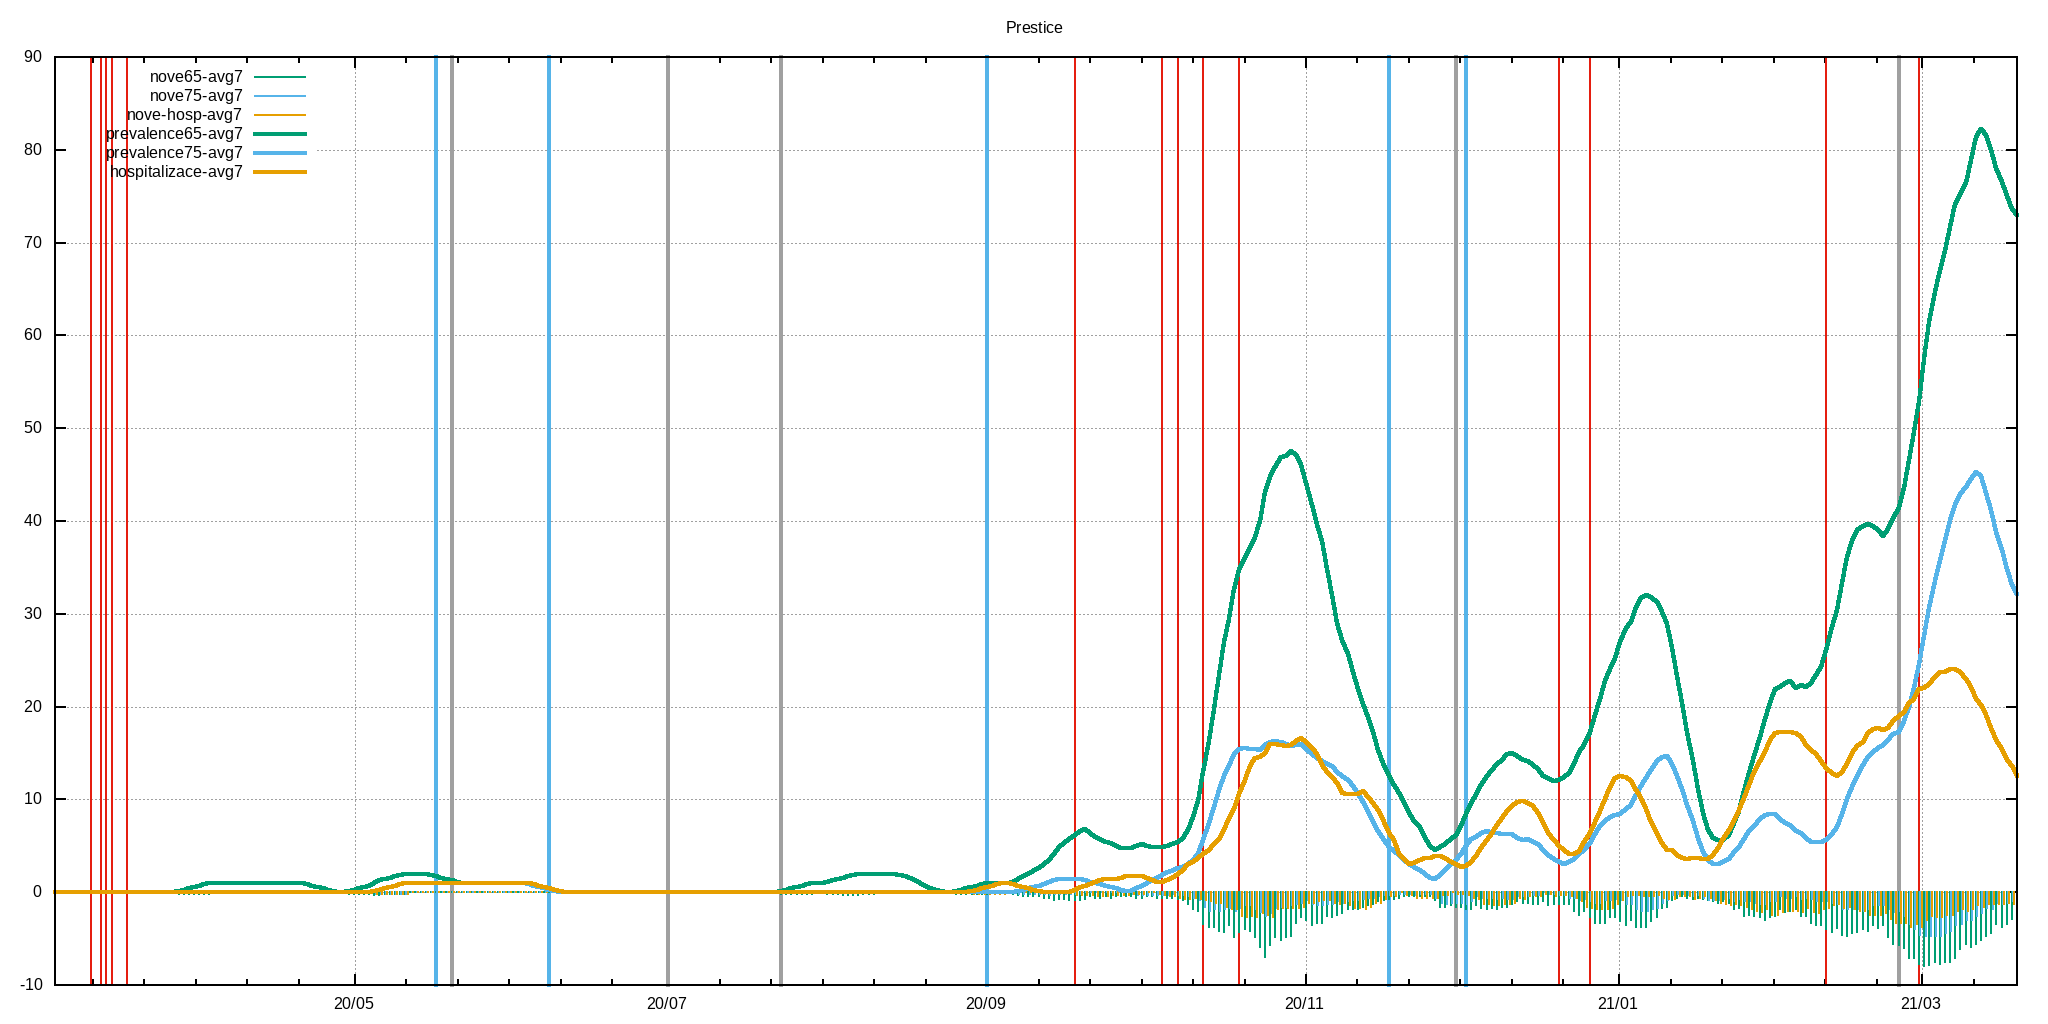 Prestice
90
nove65-avg7
nove75-avg7
nove-hosp-avg7
prevalence65-avg7
prevalence75-avg7
hospitalizace-avg7
80
70
60
50
40
30
20
10
0
-10
20/05 20/07 20/09 20/11 21/01 21/03